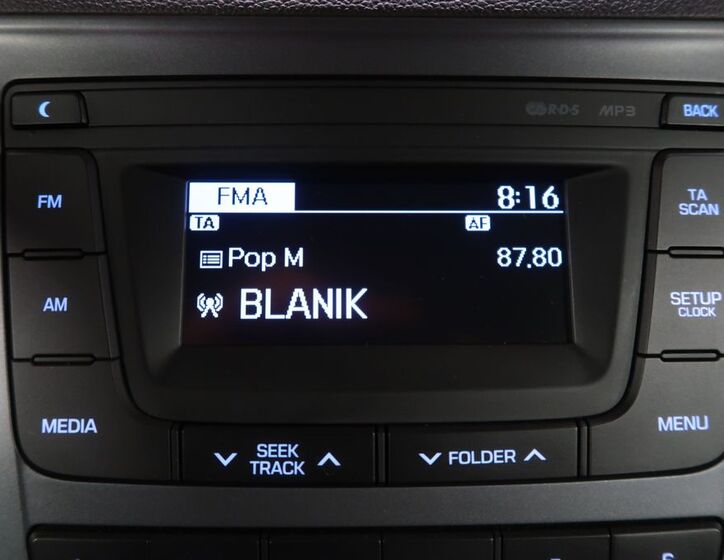 R·D·S MP3 BACK
FM
FMA 8:16
TA
SCAN
TA AF
Pop M 87.80
AM
BLANIK
SETUP
CLOCK
MEDIA
MENU
SEEK
TRACK
FOLDER